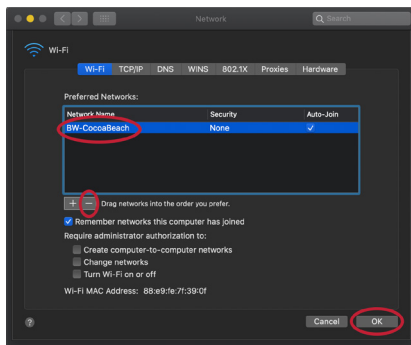 Network
Search
Wi-Fi
Wi-Fi TCP/IP DNS WINS 802.1X Proxies Hardware
Preferred Networks:
Network Name Security Auto-Join
BW-CocoaBeach None
+ − Drag networks into the order you prefer.
Remember networks this computer has joined
Require administrator authorization to:
Create computer-to-computer networks
Change networks
Turn Wi-Fi on or off
Wi-Fi MAC Address: 88:e9:fe:7f:39:0f
? Cancel OK